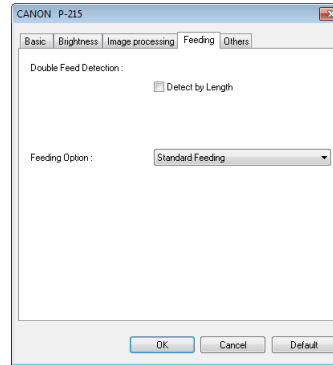 CANON P-215
Basic Brightness Image processing Feeding Others
Double Feed Detection :
Detect by Length
Feeding Option : Standard Feeding
OK Cancel Default